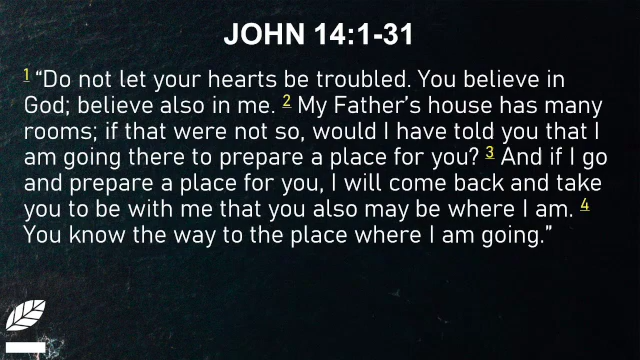 JOHN 14:1-31
1 “Do not let your hearts be troubled. You believe in
God; believe also in me. 2 My Father’s house has many
rooms; if that were not so, would I have told you that I
am going there to prepare a place for you? 3 And if I go
and prepare a place for you, I will come back and take
you to be with me that you also may be where I am. 4
You know the way to the place where I am going.”